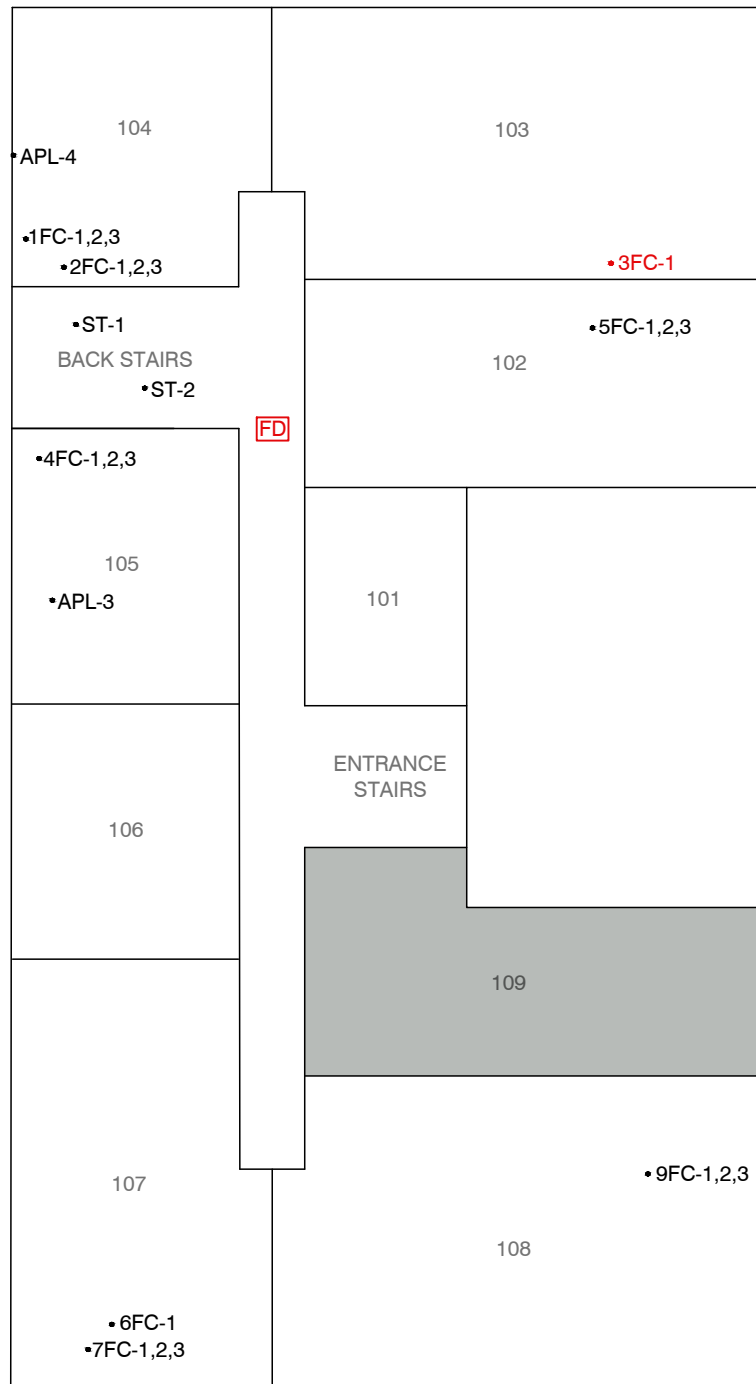 104
103
APL-4
1FC-1,2,3
2FC-1,2,3
3FC-1
ST-1
5FC-1,2,3
BACK STAIRS
102
ST-2
FD
4FC-1,2,3
105
APL-3
101
ENTRANCE
STAIRS
106
109
107
9FC-1,2,3
108
6FC-1
7FC-1,2,3